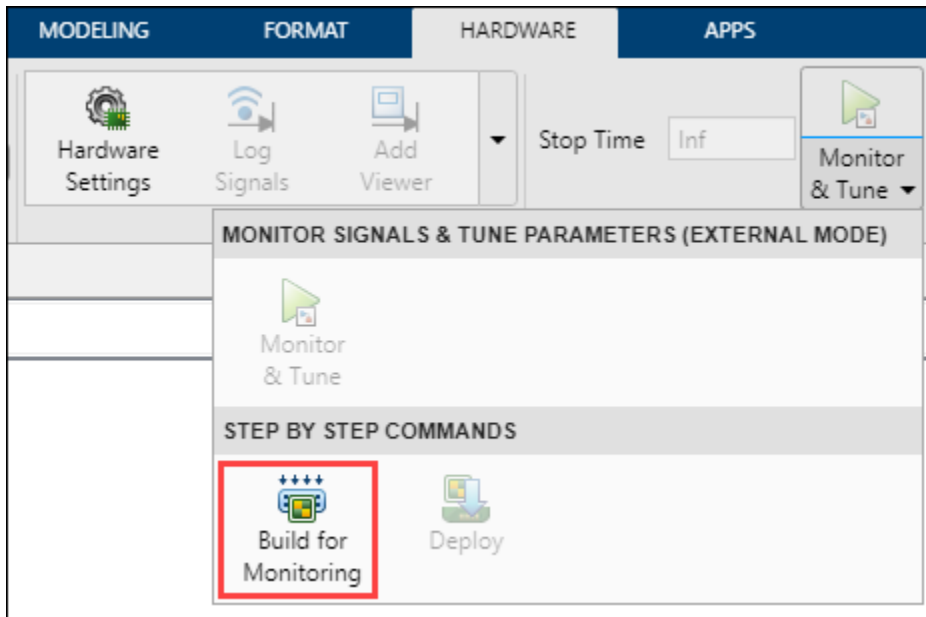 MODELING FORMAT HARDWARE APPS
Hardware Settings
Log Signals
Add Viewer
Stop Time Inf
Monitor & Tune
MONITOR SIGNALS & TUNE PARAMETERS (EXTERNAL MODE)
Monitor
& Tune
STEP BY STEP COMMANDS
Build for
Monitoring
Deploy